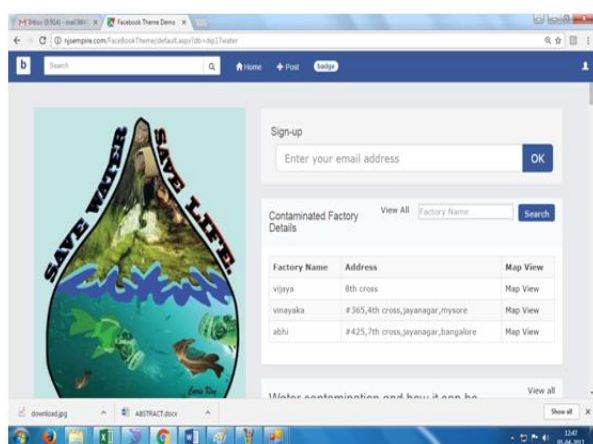 Facebook Theme Demo
njsempire.com/FaceBookTheme/default.aspx?db=dip17water
b
Search
Home
+ Post
badge
SAVE WATER
SAVE LIFE.
Sign-up
Enter your email address
OK
Contaminated Factory Details
View All
Factory Name
Search
Factory Name Address Map View
vijaya 8th cross Map View
vinayaka #365,4th cross,jayanagar,mysore Map View
abhi #425,7th cross,jayanagar,bangalore Map View
Water contamination and how it can be
View all
download.jpg
ABSTRACT.docx
Show all
12:47